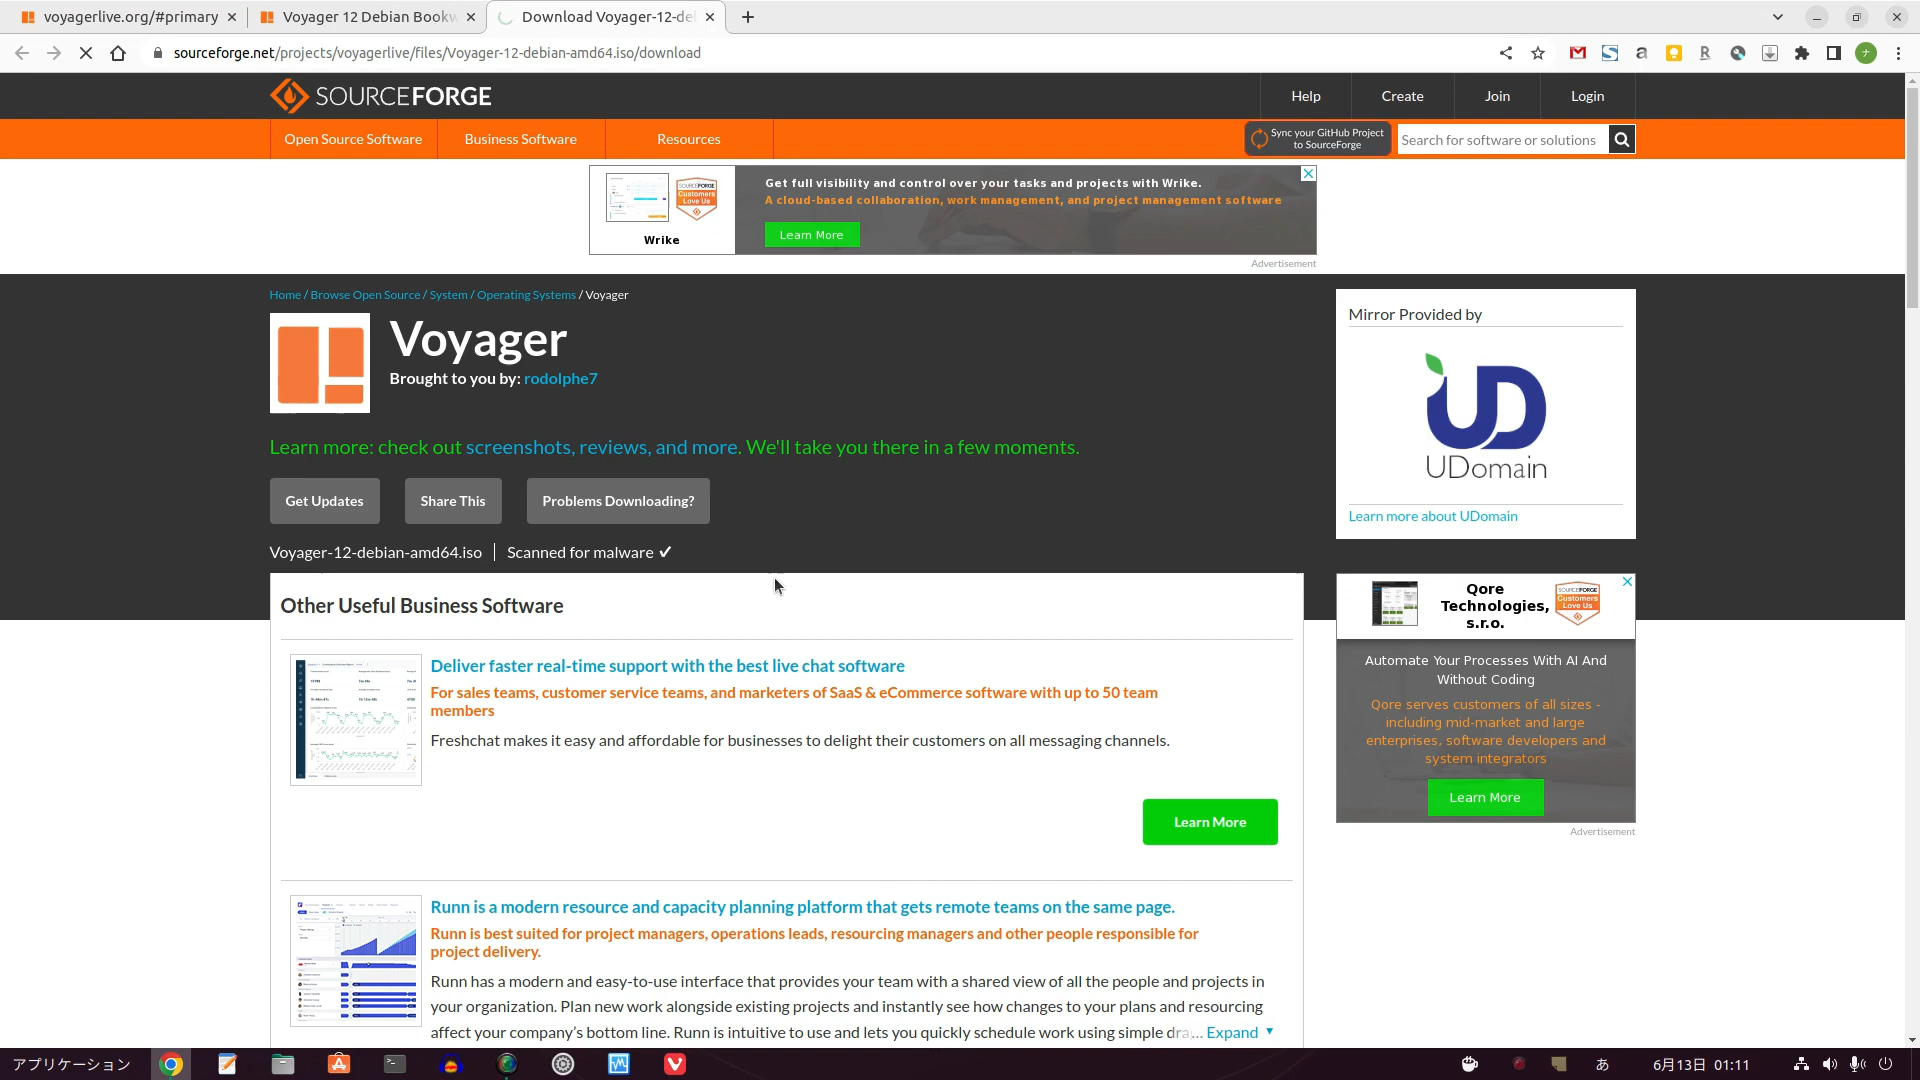 voyagerlive.org/#primary
Voyager 12 Debian Bookw
Download Voyager-12-de
sourceforge.net/projects/voyagerlive/files/Voyager-12-debian-amd64.iso/download
SOURCEFORGE
Help
Create
Join
Login
Open Source Software
Business Software
Resources
Sync your GitHub Project
to SourceForge
Search for software or solutions
Get full visibility and control over your tasks and projects with Wrike.
A cloud-based collaboration, work management, and project management software
Learn More
SOURCEFORGE
Customers
Love Us
Wrike
Advertisement
Home / Browse Open Source / System / Operating Systems / Voyager
Voyager
Brought to you by: rodolphe7
Learn more: check out screenshots, reviews, and more. We'll take you there in a few moments.
Get Updates
Share This
Problems Downloading?
Voyager-12-debian-amd64.iso
Scanned for malware ✓
Mirror Provided by
UD
UDomain
Learn more about UDomain
Other Useful Business Software
Deliver faster real-time support with the best live chat software
For sales teams, customer service teams, and marketers of SaaS & eCommerce software with up to 50 team
members
Freshchat makes it easy and affordable for businesses to delight their customers on all messaging channels.
Learn More
Runn is a modern resource and capacity planning platform that gets remote teams on the same page.
Runn is best suited for project managers, operations leads, resourcing managers and other people responsible for
project delivery.
Runn has a modern and easy-to-use interface that provides your team with a shared view of all the people and projects in
your organization. Plan new work alongside existing projects and instantly see how changes to your plans and resourcing
affect your company's bottom line. Runn is intuitive to use and lets you quickly schedule work using simple dra... Expand
Qore
Technologies,
s.r.o.
SOURCEFORGE
Customers
Love Us
Automate Your Processes With AI And
Without Coding
Qore serves customers of all sizes -
including mid-market and large
enterprises, software developers and
system integrators
Learn More
Advertisement
アプリケーション
あ
6月13日 01:11